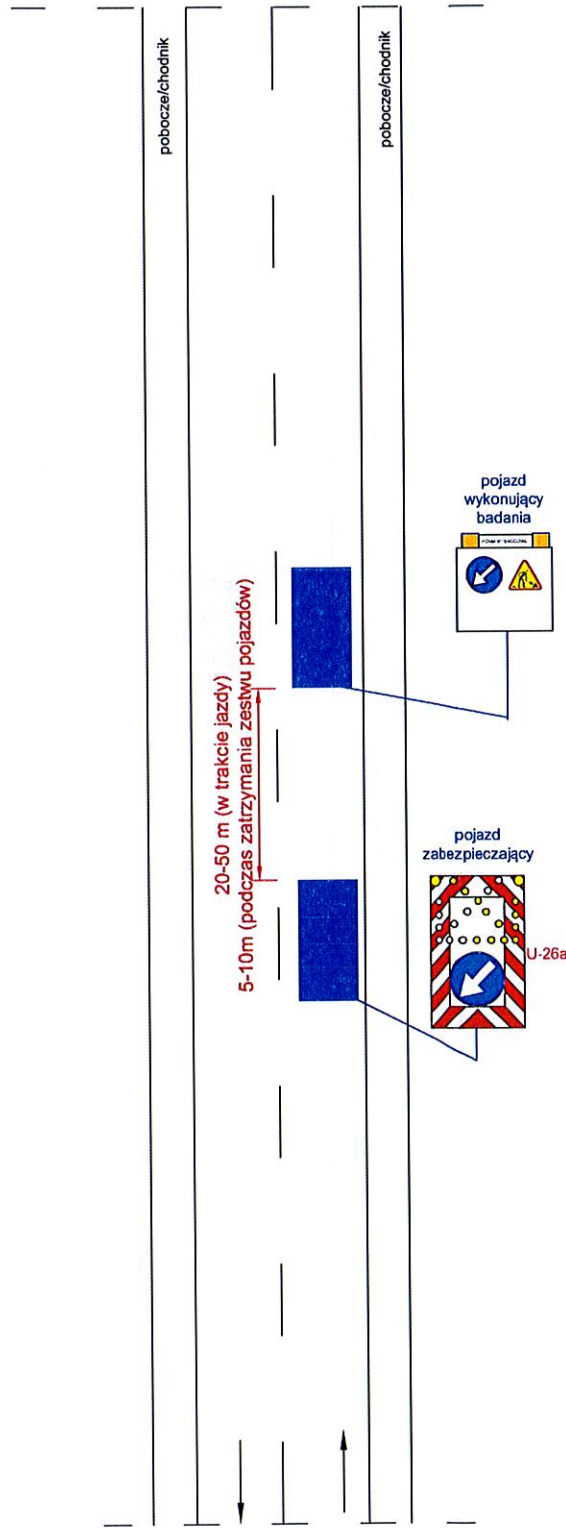 pobocze/chodnik
pobocze/chodnik
20-50 m (w trakcie jazdy)
5-10m (podczas zatrzymania zestwu pojazdów)
pojazd
wykonujący
badania
pojazd
zabezpieczający
U-26a